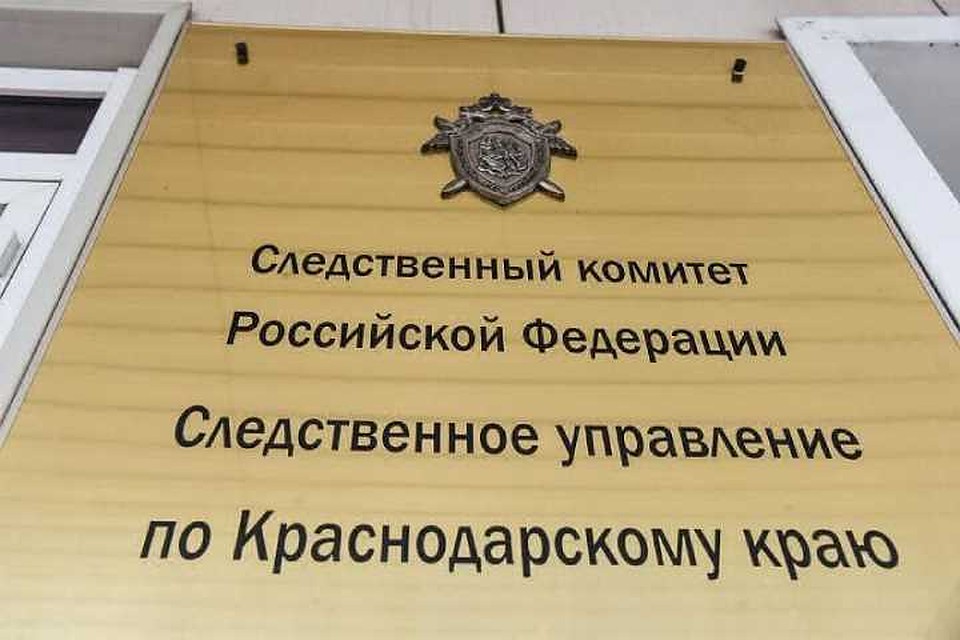 Следственный комитет
Российской Федерации
Следственное управление
по Краснодарскому краю